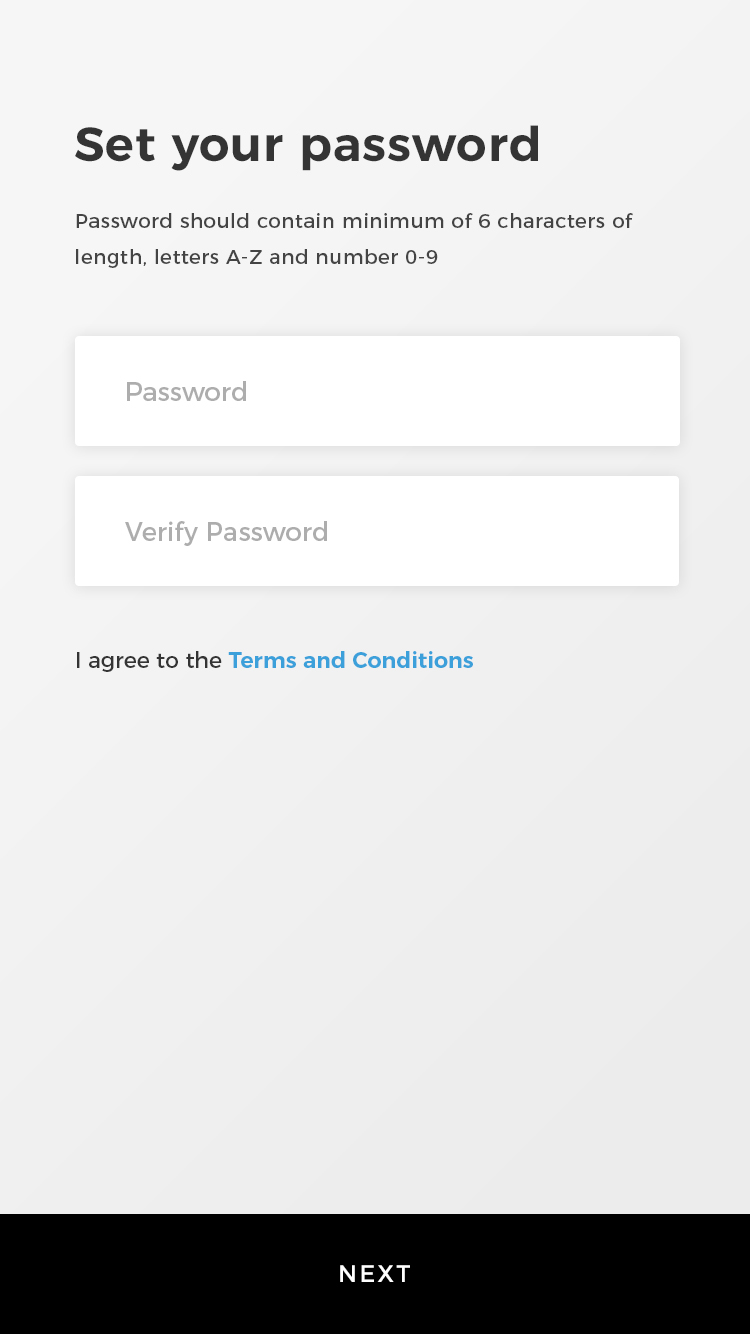 Set your password
Password should contain minimum of 6 characters of
length, letters A-Z and number 0-9
Password
Verify Password
I agree to the Terms and Conditions
NEXT